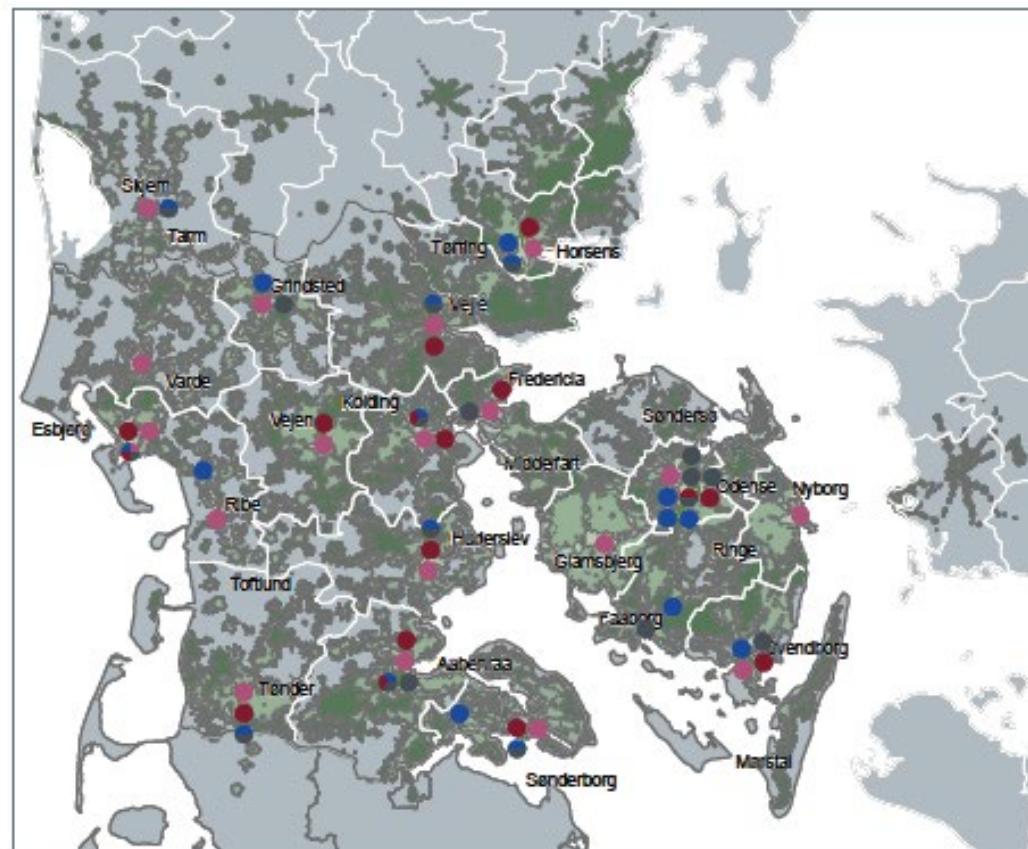 Skjern
Tarm
Tørring
Horsens
Grindsted
Vejle
Varde
Fredericia
Kolding
Vejen
Søndersø
Esbjerg
Middelfart
Odense
Nyborg
Ribe
Haderslev
Ringe
Glamsbjerg
Toftlund
Faaborg
Svendborg
Aabenraa
Tønder
Marstal
Sønderborg